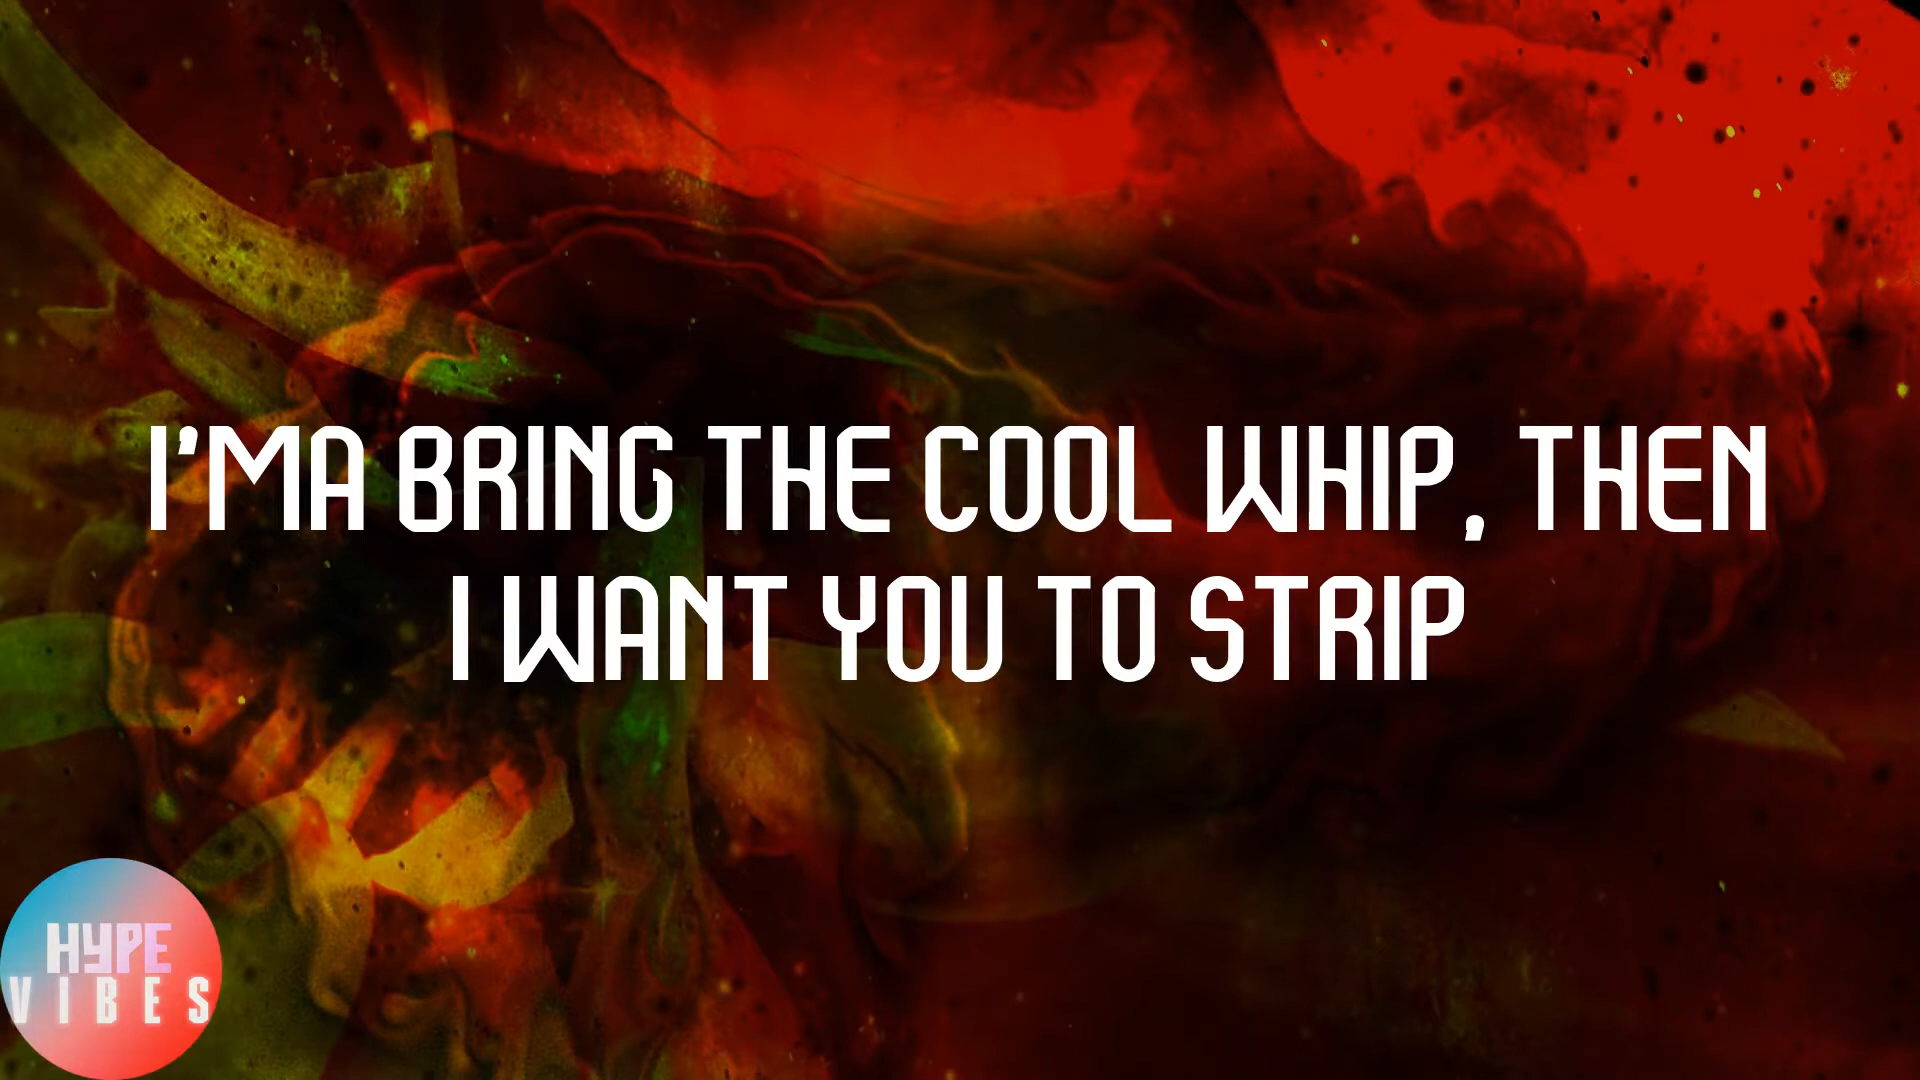 I'MA BRING THE COOL WHIP, THEN
I WANT YOU TO STRIP
HYPE
VIBES